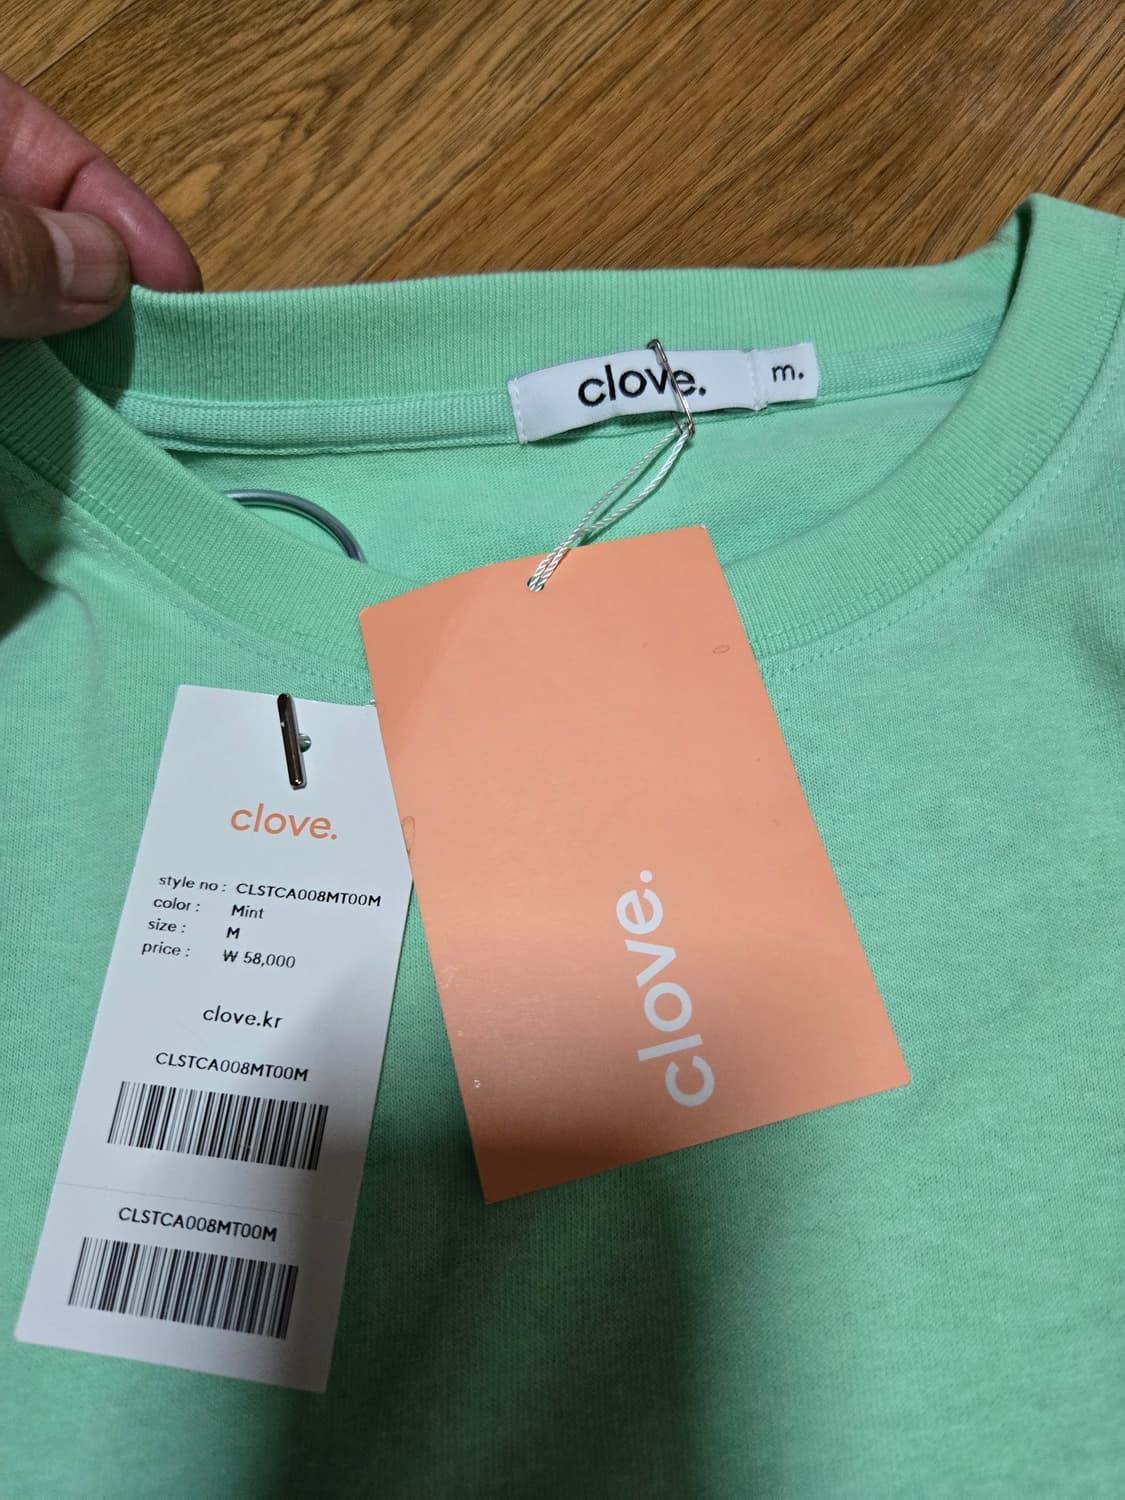 clove.
m.
clove.
style no : CLSTCA008MT00M
color : Mint
size : M
price : ₩ 58,000
clove.kr
CLSTCA008MT00M
CLSTCA008MT00M
clove.